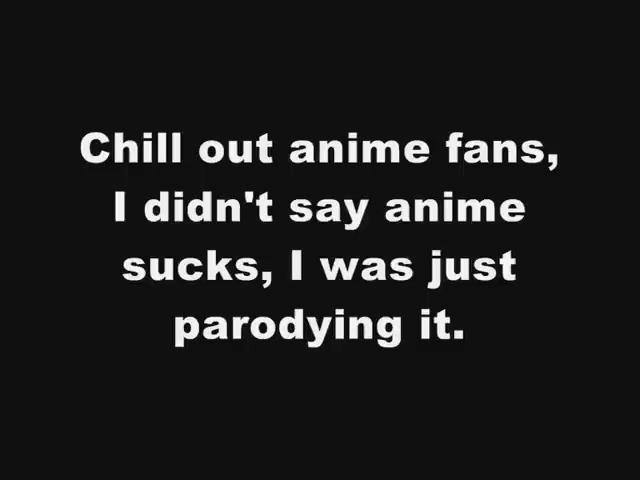 Chill out anime fans,
I didn't say anime
sucks, I was just
parodying it.